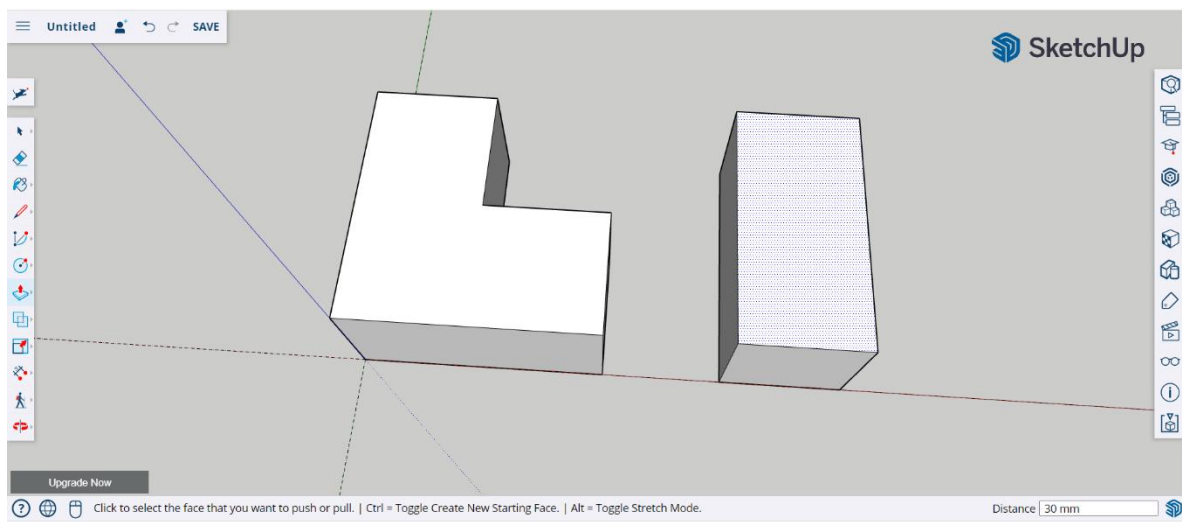 Untitled
SAVE
SketchUp
Upgrade Now
Click to select the face that you want to push or pull. | Ctrl = Toggle Create New Starting Face. | Alt = Toggle Stretch Mode.
Distance 30 mm